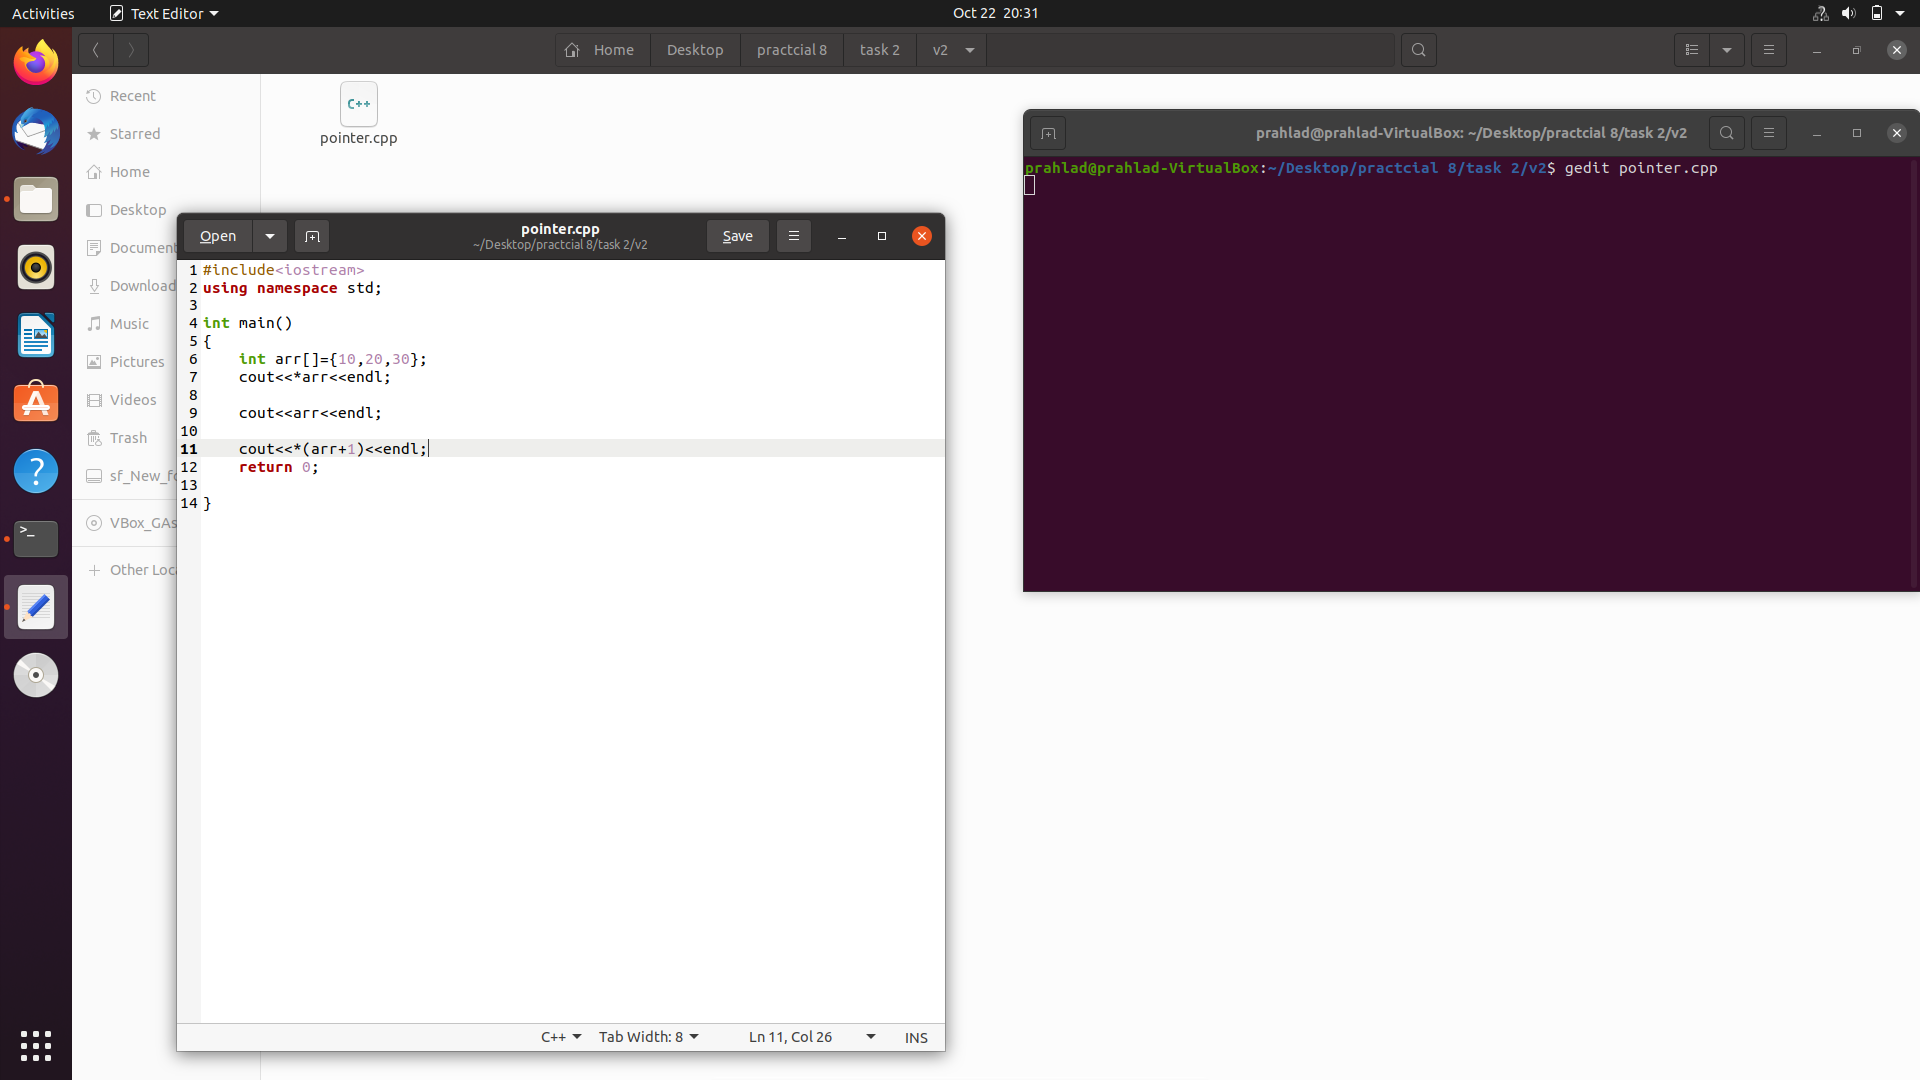 Activities
Text Editor
Oct 22 20:31
Home
Desktop
practcial 8
task 2
v2
Recent
Starred
Home
Desktop
Document
Download
Music
Pictures
Videos
Trash
sf_New_fo
VBox_GAs
+ Other Loca
C++
pointer.cpp
Open
pointer.cpp
~/Desktop/practcial 8/task 2/v2
Save
1 #include<iostream>
2 using namespace std;
3
4 int main()
5 {
6     int arr[]={10,20,30};
7     cout<<*arr<<endl;
8
9     cout<<arr<<endl;
10
11     cout<<*(arr+1)<<endl;
12     return 0;
13
14 }
C++
Tab Width: 8
Ln 11, Col 26
INS
prahlad@prahlad-VirtualBox: ~/Desktop/practcial 8/task 2/v2
prahlad@prahlad-VirtualBox:~/Desktop/practcial 8/task 2/v2$ gedit pointer.cpp